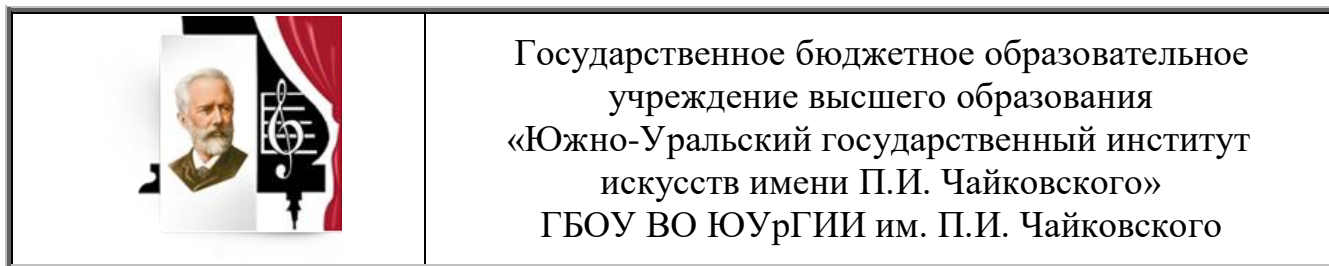 Государственное бюджетное образовательное
учреждение высшего образования
«Южно-Уральский государственный институт
искусств имени П.И. Чайковского»
ГБОУ ВО ЮУрГИИ им. П.И. Чайковского